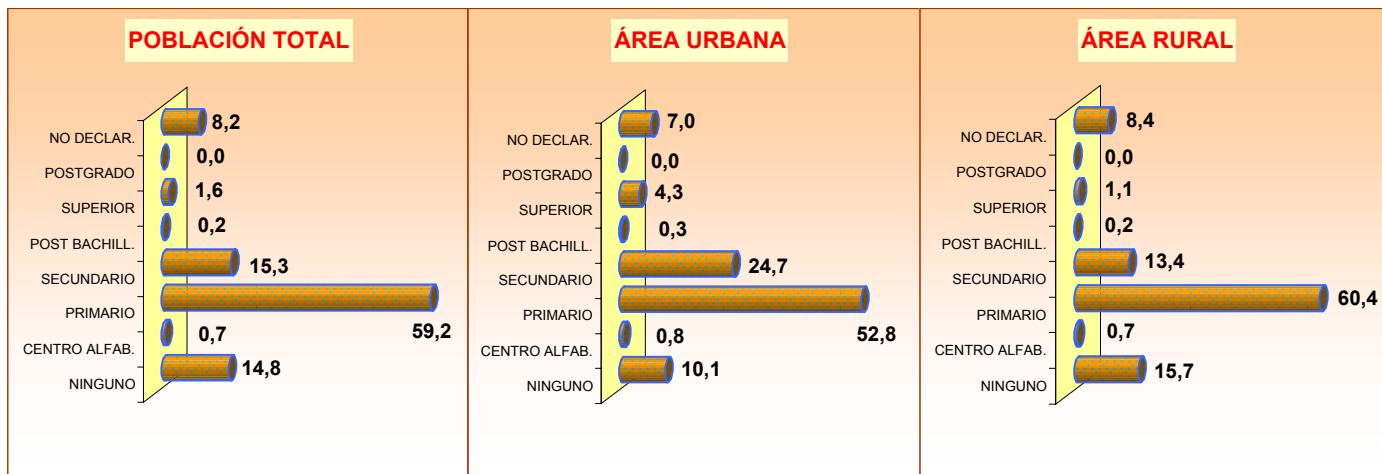 POBLACIÓN TOTAL
NO DECLAR. 8,2
POSTGRADO 0,0
SUPERIOR 1,6
POST BACHILL. 0,2
SECUNDARIO 15,3
PRIMARIO 59,2
CENTRO ALFAB. 0,7
NINGUNO 14,8
ÁREA URBANA
NO DECLAR. 7,0
POSTGRADO 0,0
SUPERIOR 4,3
POST BACHILL. 0,3
SECUNDARIO 24,7
PRIMARIO 52,8
CENTRO ALFAB. 0,8
NINGUNO 10,1
ÁREA RURAL
NO DECLAR. 8,4
POSTGRADO 0,0
SUPERIOR 1,1
POST BACHILL. 0,2
SECUNDARIO 13,4
PRIMARIO 60,4
CENTRO ALFAB. 0,7
NINGUNO 15,7